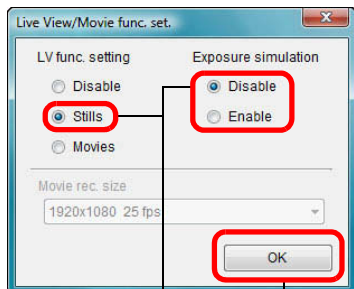 Live View/Movie func. set.
LV func. setting
Exposure simulation
Disable
Disable
Stills
Enable
Movies
Movie rec. size
1920x1080 25 fps
OK